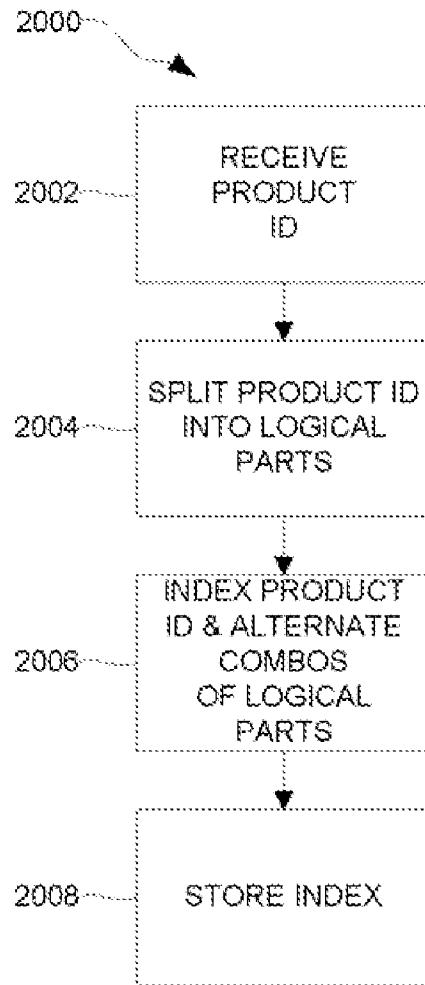 2000
RECEIVE
PRODUCT
ID
2002
SPLIT PRODUCT ID
INTO LOGICAL
PARTS
2004
INDEX PRODUCT
ID & ALTERNATE
COMBOS
OF LOGICAL
PARTS
2006
STORE INDEX
2008